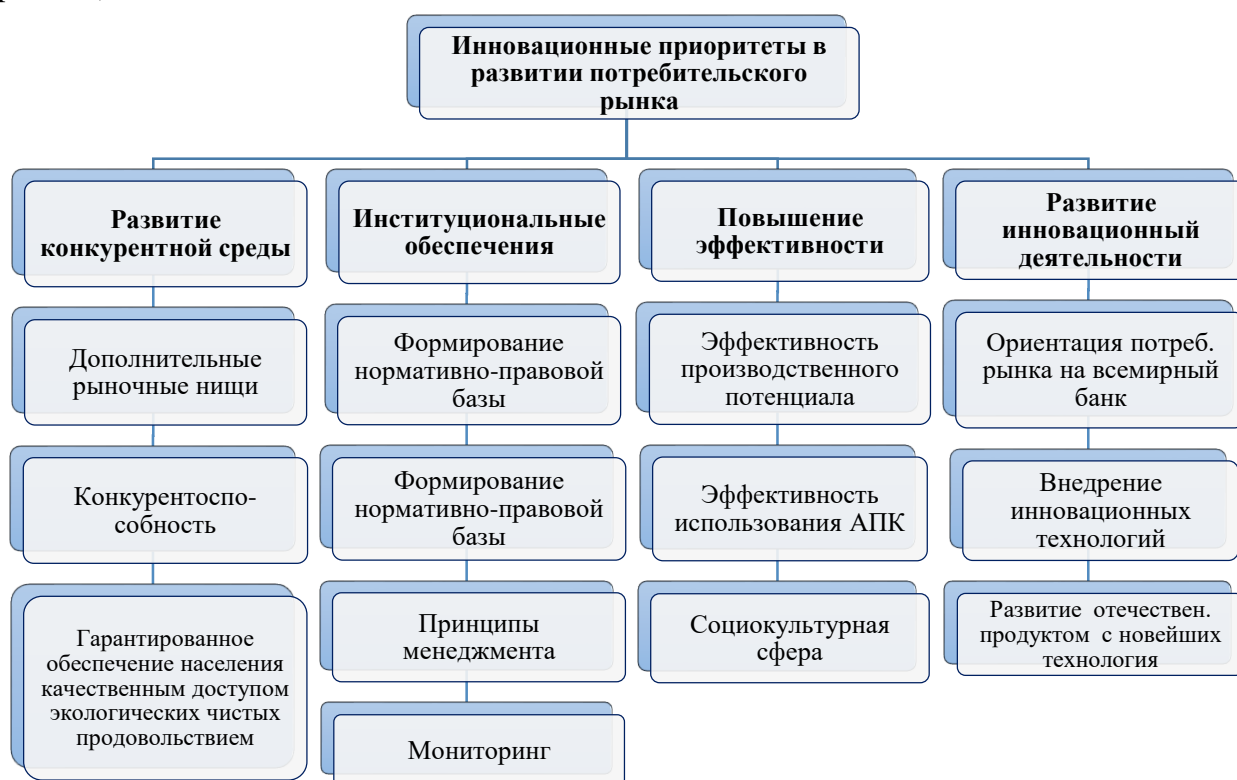 Инновационные приоритеты в
развитии потребительского
рынка
Развитие
конкурентной среды
Институциональные
обеспечения
Повышение
эффективности
Развитие
инновационный
деятельности
Дополнительные
рыночные нищи
Формирование
нормативно-правовой
базы
Эффективность
производственного
потенциала
Ориентация потреб.
рынка на всемирный
банк
Конкурентоспо-
собность
Формирование
нормативно-правовой
базы
Эффективность
использования АПК
Внедрение
инновационных
технологий
Гарантированное
обеспечение населения
качественным доступом
экологических чистых
продовольствием
Принципы
менеджмента
Социокультурная
сфера
Развитие отечествен.
продуктом с новейших
технология
Мониторинг